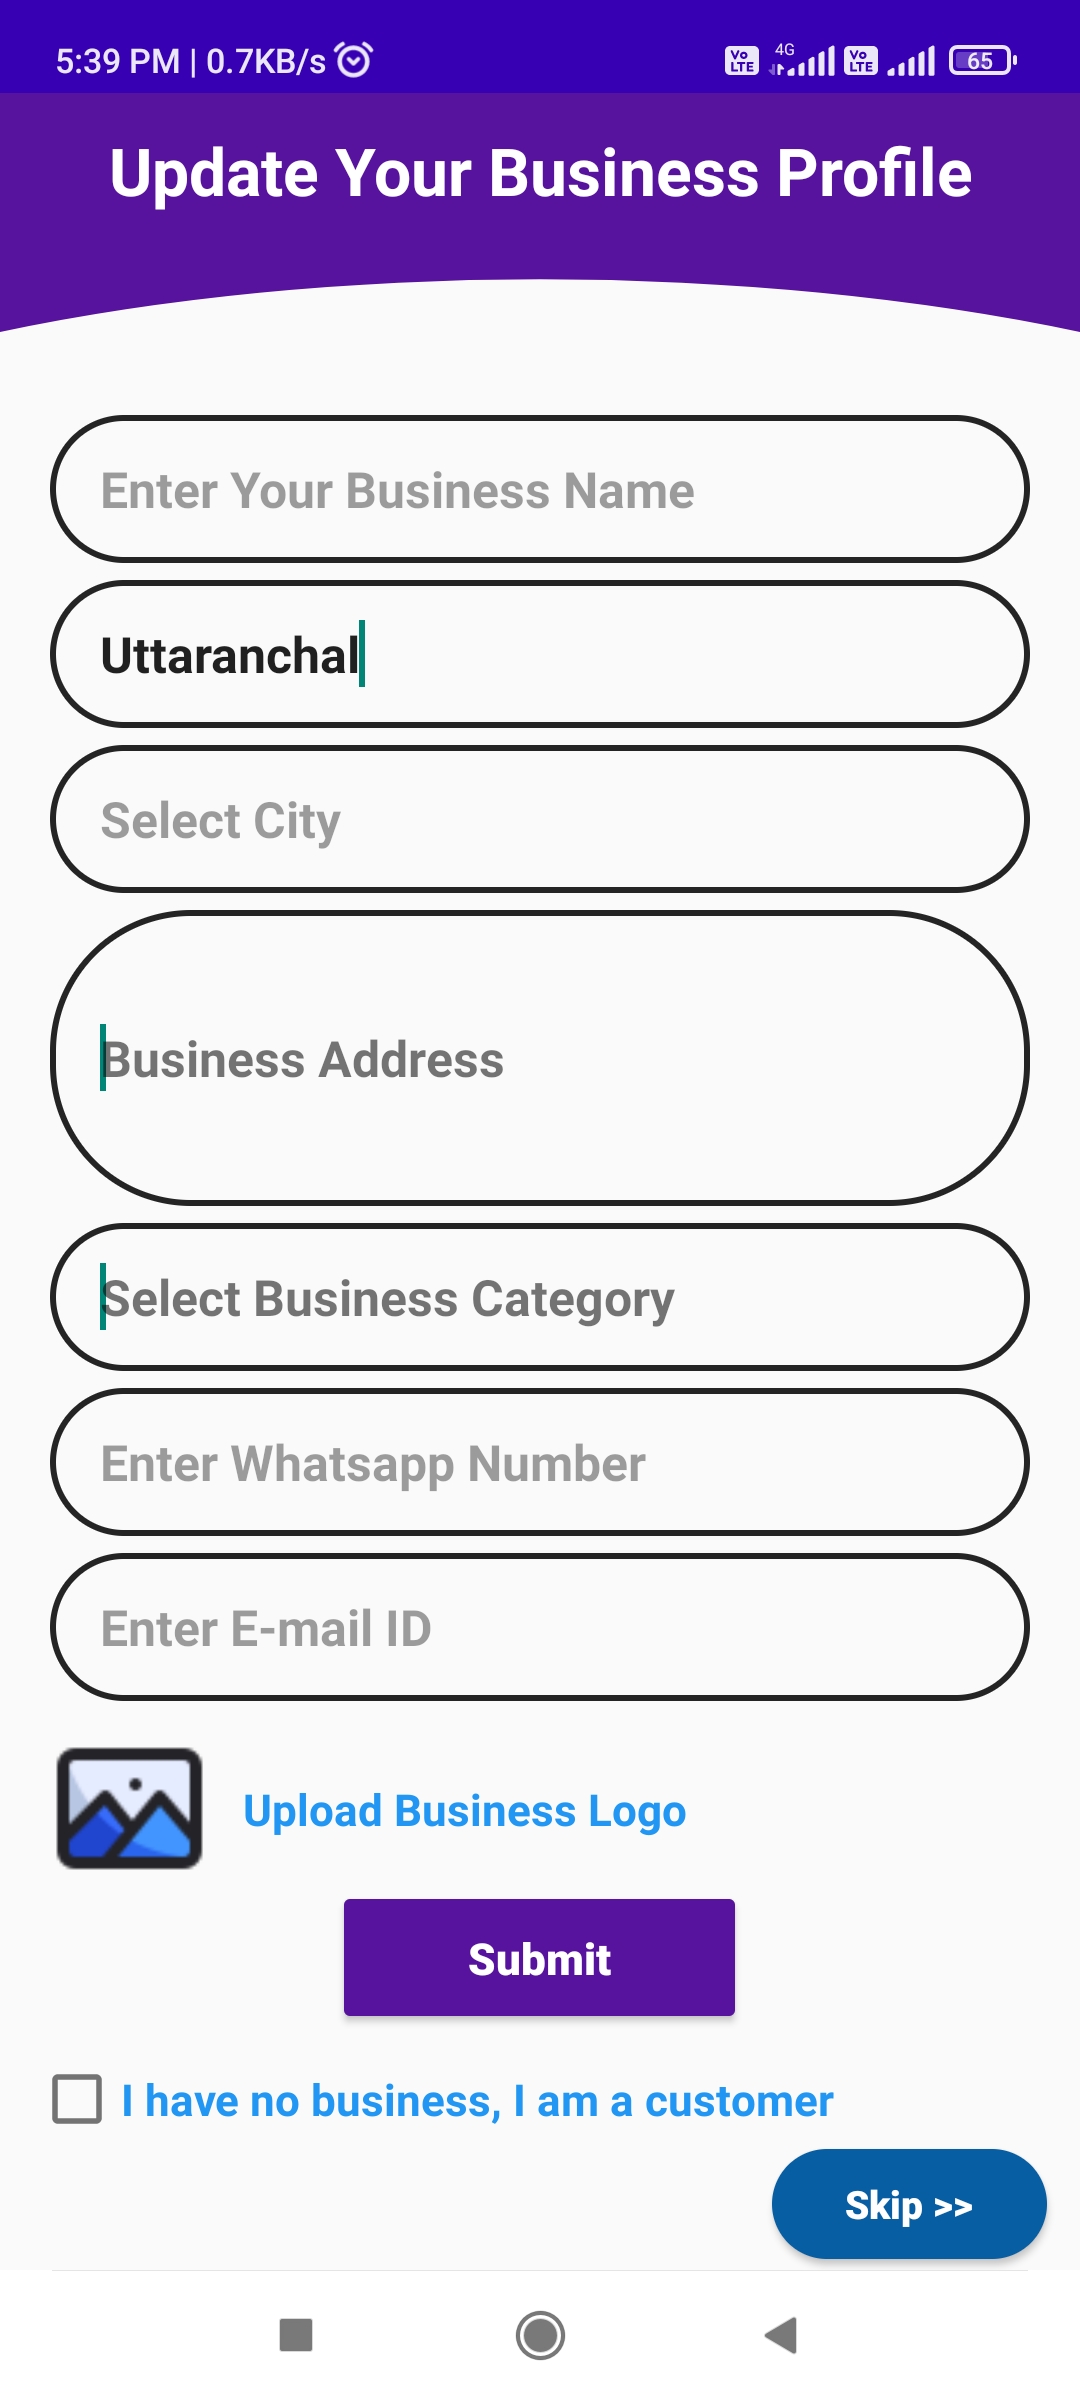 5:39 PM | 0.7KB/s Vo LTE 4G Vo LTE 65
Update Your Business Profile
Enter Your Business Name
Uttaranchal
Select City
Business Address
Select Business Category
Enter Whatsapp Number
Enter E-mail ID
Upload Business Logo
Submit
I have no business, I am a customer
Skip >>